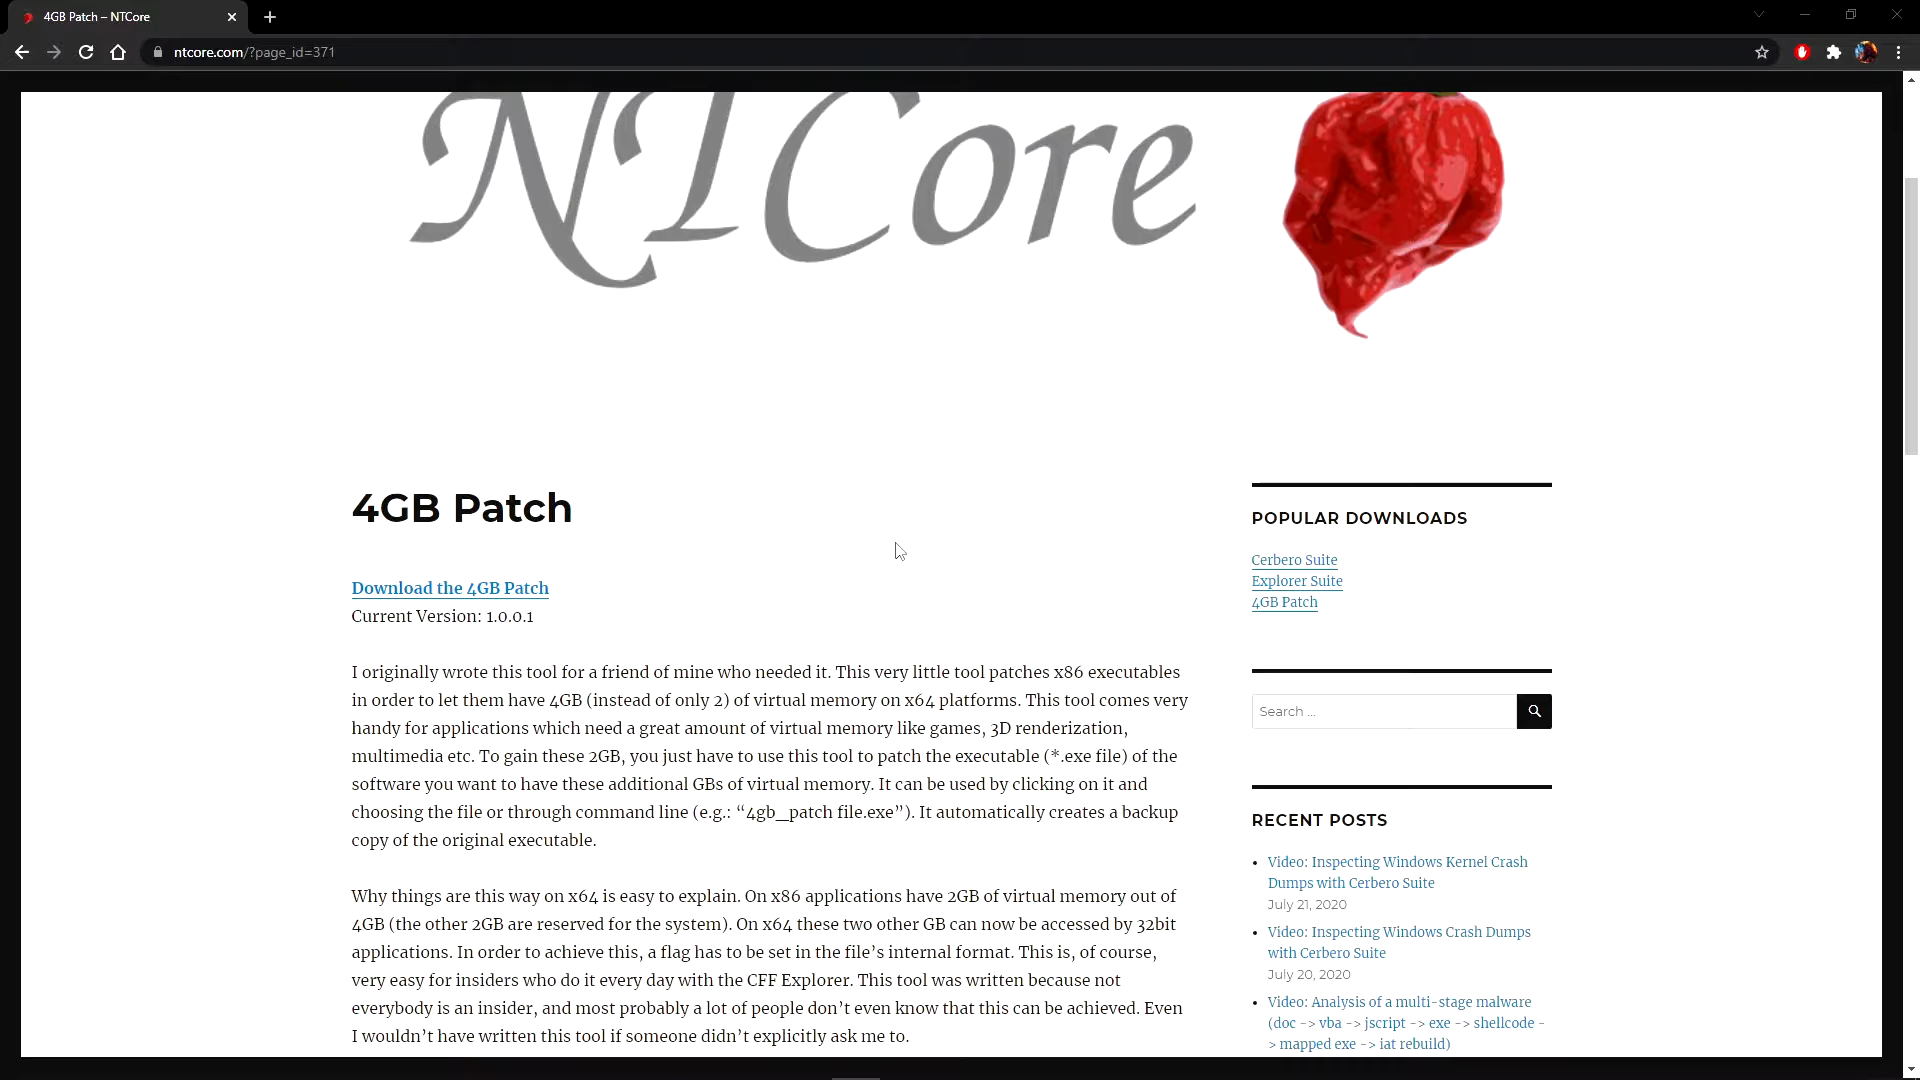 4GB Patch – NTCore
ntcore.com/?page_id=371
NTCore
4GB Patch
Download the 4GB Patch
Current Version: 1.0.0.1
I originally wrote this tool for a friend of mine who needed it. This very little tool patches x86 executables
in order to let them have 4GB (instead of only 2) of virtual memory on x64 platforms. This tool comes very
handy for applications which need a great amount of virtual memory like games, 3D renderization,
multimedia etc. To gain these 2GB, you just have to use this tool to patch the executable (*.exe file) of the
software you want to have these additional GBs of virtual memory. It can be used by clicking on it and
choosing the file or through command line (e.g.: “4gb_patch file.exe”). It automatically creates a backup
copy of the original executable.
Why things are this way on x64 is easy to explain. On x86 applications have 2GB of virtual memory out of
4GB (the other 2GB are reserved for the system). On x64 these two other GB can now be accessed by 32bit
applications. In order to achieve this, a flag has to be set in the file’s internal format. This is, of course,
very easy for insiders who do it every day with the CFF Explorer. This tool was written because not
everybody is an insider, and most probably a lot of people don’t even know that this can be achieved. Even
I wouldn’t have written this tool if someone didn’t explicitly ask me to.
POPULAR DOWNLOADS
Cerbero Suite
Explorer Suite
4GB Patch
Search ...
RECENT POSTS
Video: Inspecting Windows Kernel Crash
Dumps with Cerbero Suite
July 21, 2020
Video: Inspecting Windows Crash Dumps
with Cerbero Suite
July 20, 2020
Video: Analysis of a multi-stage malware
(doc -> vba -> jscript -> exe -> shellcode -
> mapped exe -> iat rebuild)